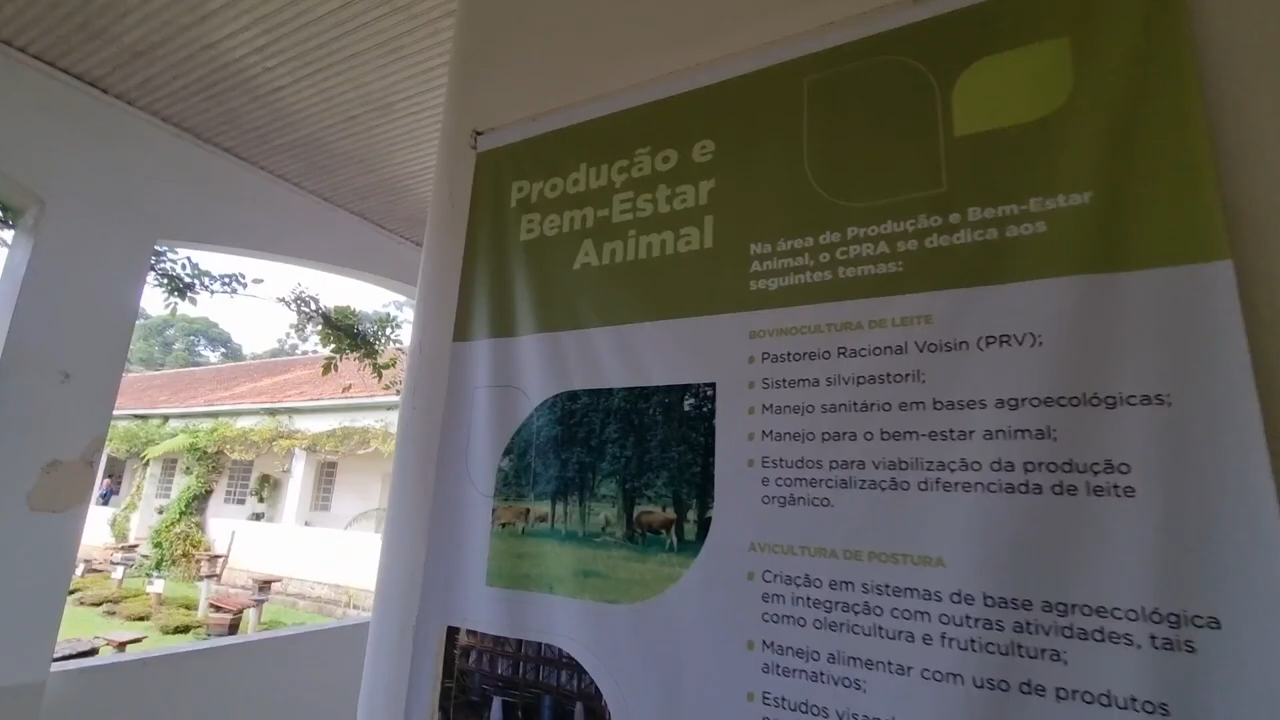 Produção e
Bem-Estar
Animal
Na área de Produção e Bem-Estar
Animal, o CPRA se dedica aos
seguintes temas:
BOVINOCULTURA DE LEITE
Pastoreio Racional Voisin (PRV);
Sistema silvipastoril;
Manejo sanitário em bases agroecológicas;
Manejo para o bem-estar animal;
Estudos para viabilização da produção
e comercialização diferenciada de leite
orgânico.
AVICULTURA DE POSTURA
Criação em sistemas de base agroecológica
em integração com outras atividades, tais
como olericultura e fruticultura;
Manejo alimentar com uso de produtos
alternativos;
Estudos visando